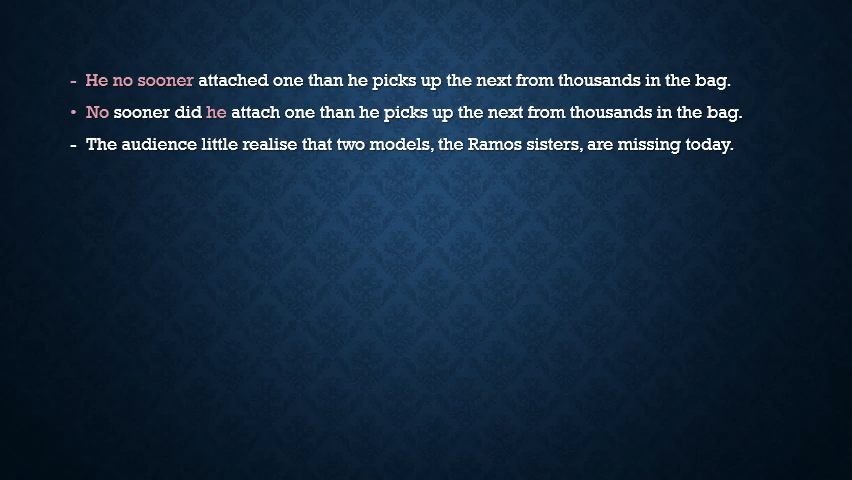 - He no sooner attached one than he picks up the next from thousands in the bag.
• No sooner did he attach one than he picks up the next from thousands in the bag.
- The audience little realise that two models, the Ramos sisters, are missing today.